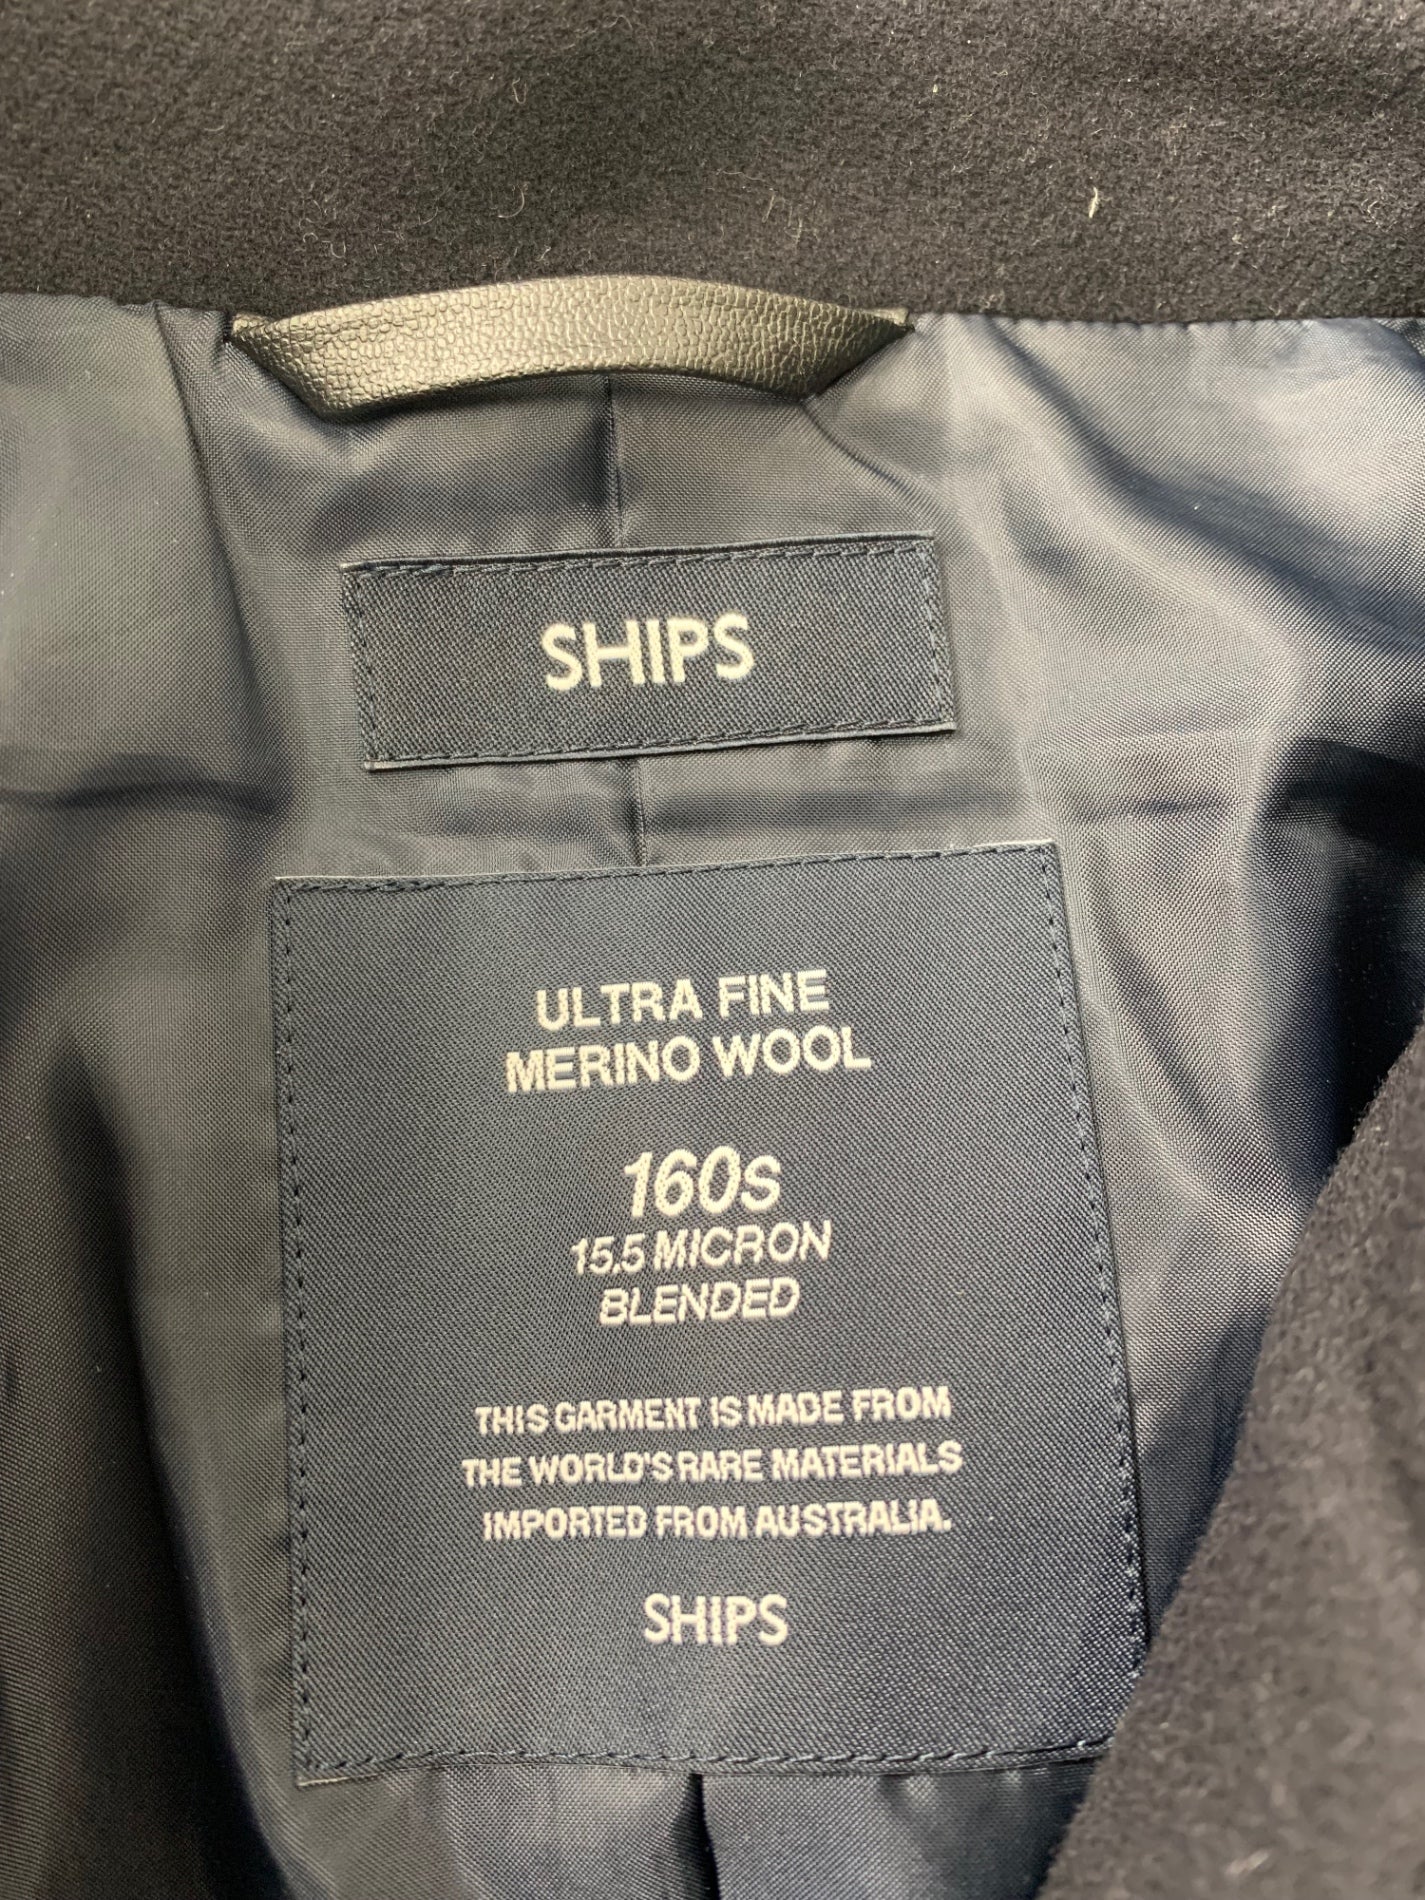 SHIPS
ULTRA FINE
MERINO WOOL
160s
15.5 MICRON
BLENDED
THIS GARMENT IS MADE FROM
THE WORLD'S RARE MATERIALS
IMPORTED FROM AUSTRALIA.
SHIPS